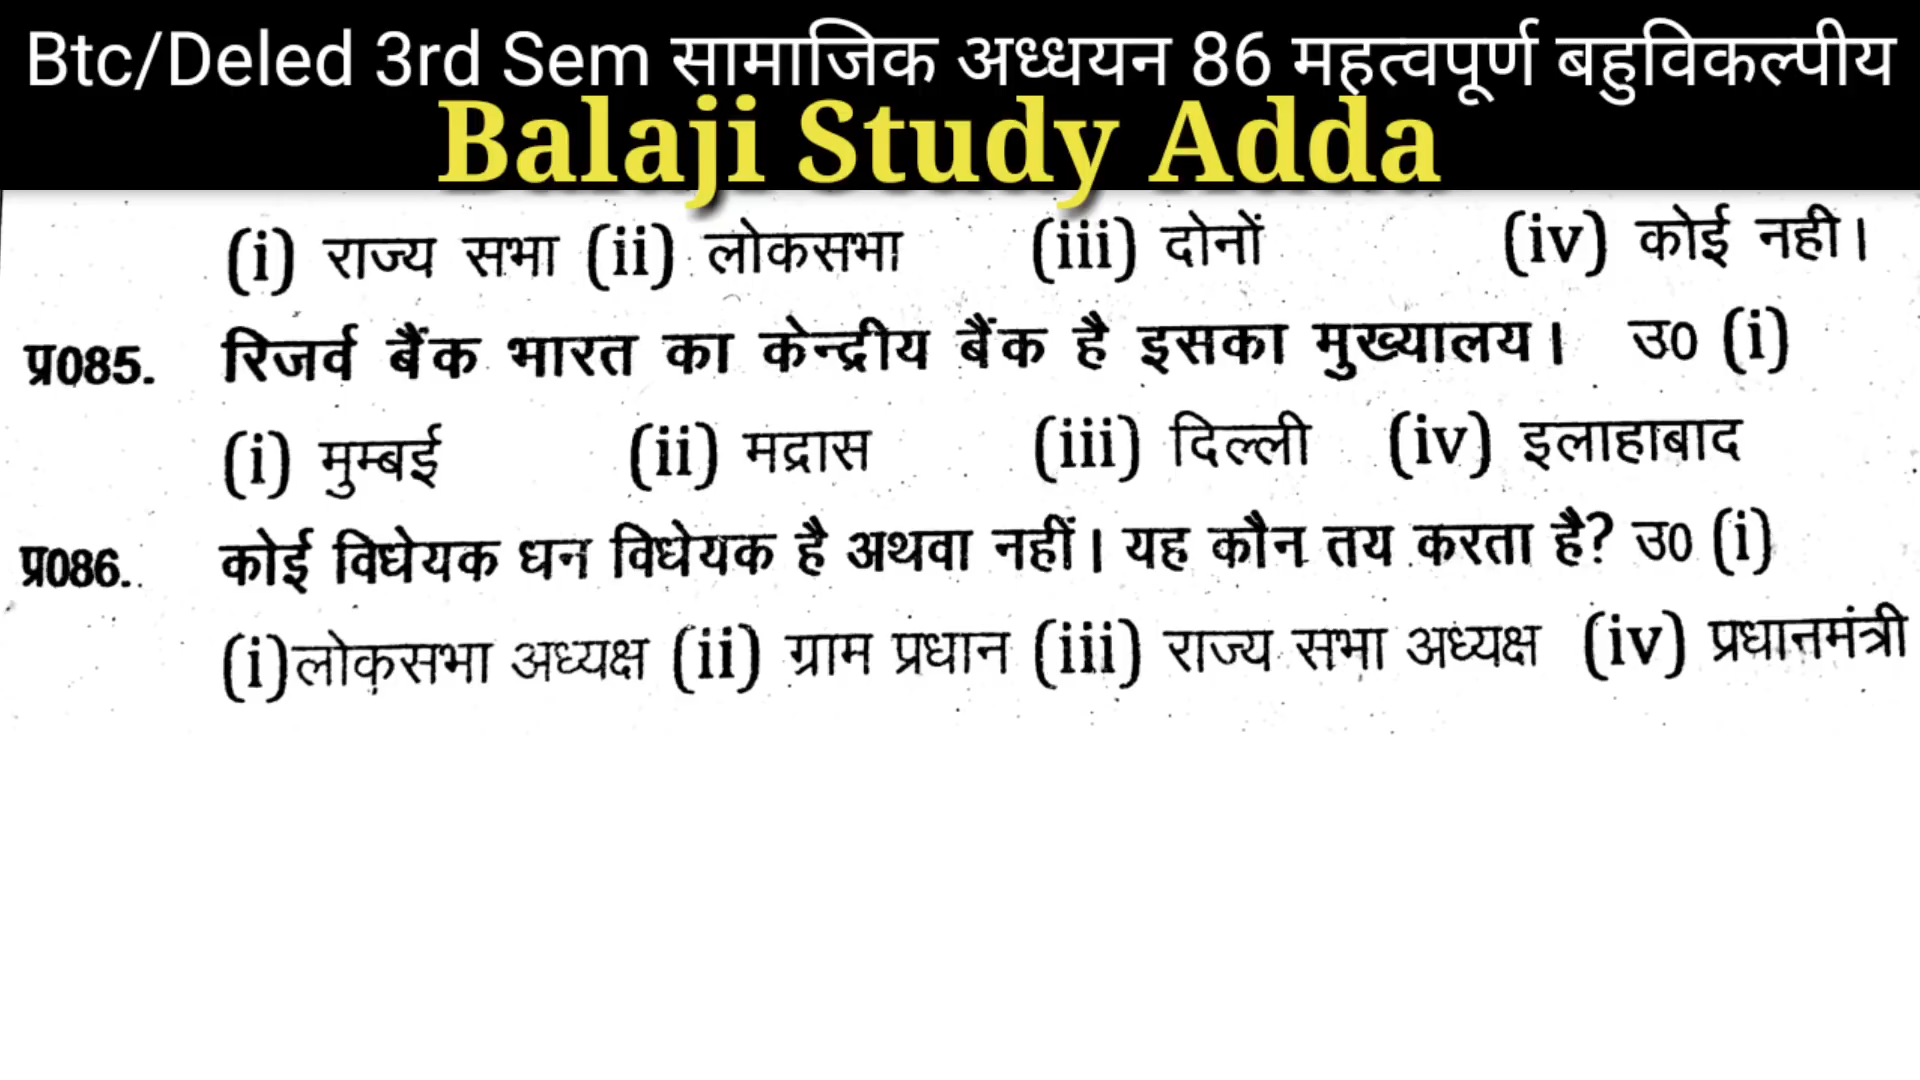 Btc/Deled 3rd Sem सामाजिक अध्धयन 86 महत्वपूर्ण बहुविकल्पीय
Balaji Study Adda
(i) राज्य सभा (ii) लोकसभा (iii) दोनों (iv) कोई नही।
प्र085. रिजर्व बैंक भारत का केन्द्रीय बैंक है इसका मुख्यालय। उ0 (i)
(i) मुम्बई (ii) मद्रास (iii) दिल्ली (iv) इलाहाबाद
प्र086. कोई विधेयक धन विधेयक है अथवा नहीं। यह कौन तय करता है? उ0 (i)
(i)लोकसभा अध्यक्ष (ii) ग्राम प्रधान (iii) राज्य सभा अध्यक्ष (iv) प्रधानमंत्री